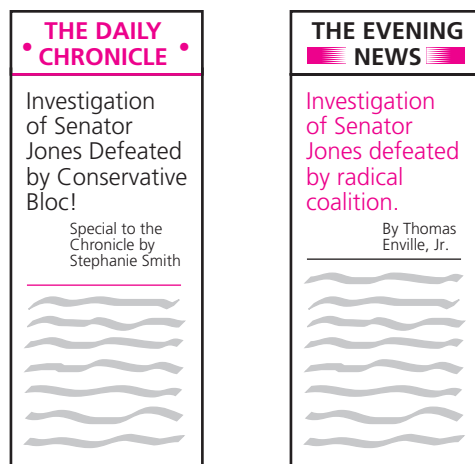 THE DAILY
CHRONICLE
Investigation
of Senator
Jones Defeated
by Conservative
Bloc!
Special to the
Chronicle by
Stephanie Smith
THE EVENING
NEWS
Investigation
of Senator
Jones defeated
by radical
coalition.
By Thomas
Enville, Jr.